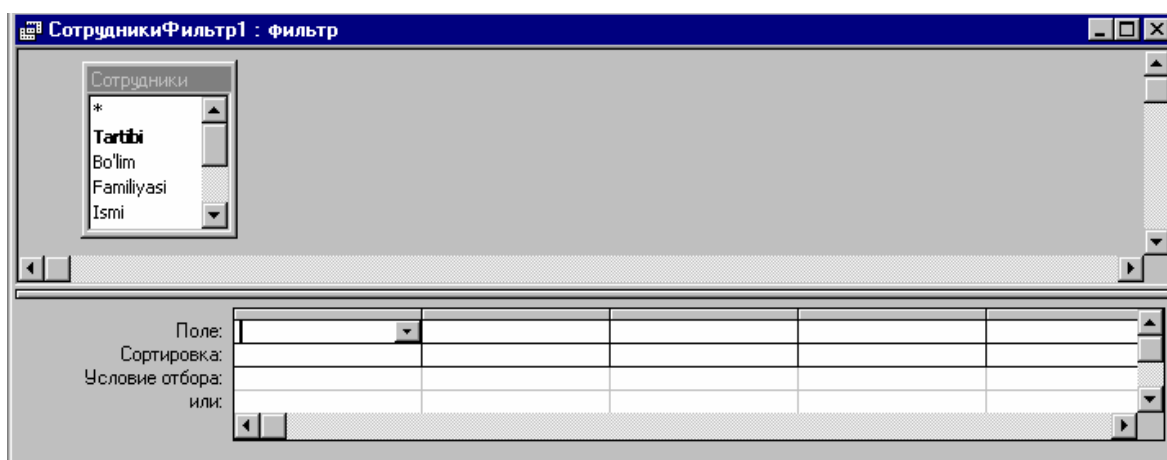 СотрудникиФильтр1 : фильтр
Сотрудники
*
Tartibi
Bo'lim
Familiyasi
Ismi
Поле:
Сортировка:
Условие отбора:
или: